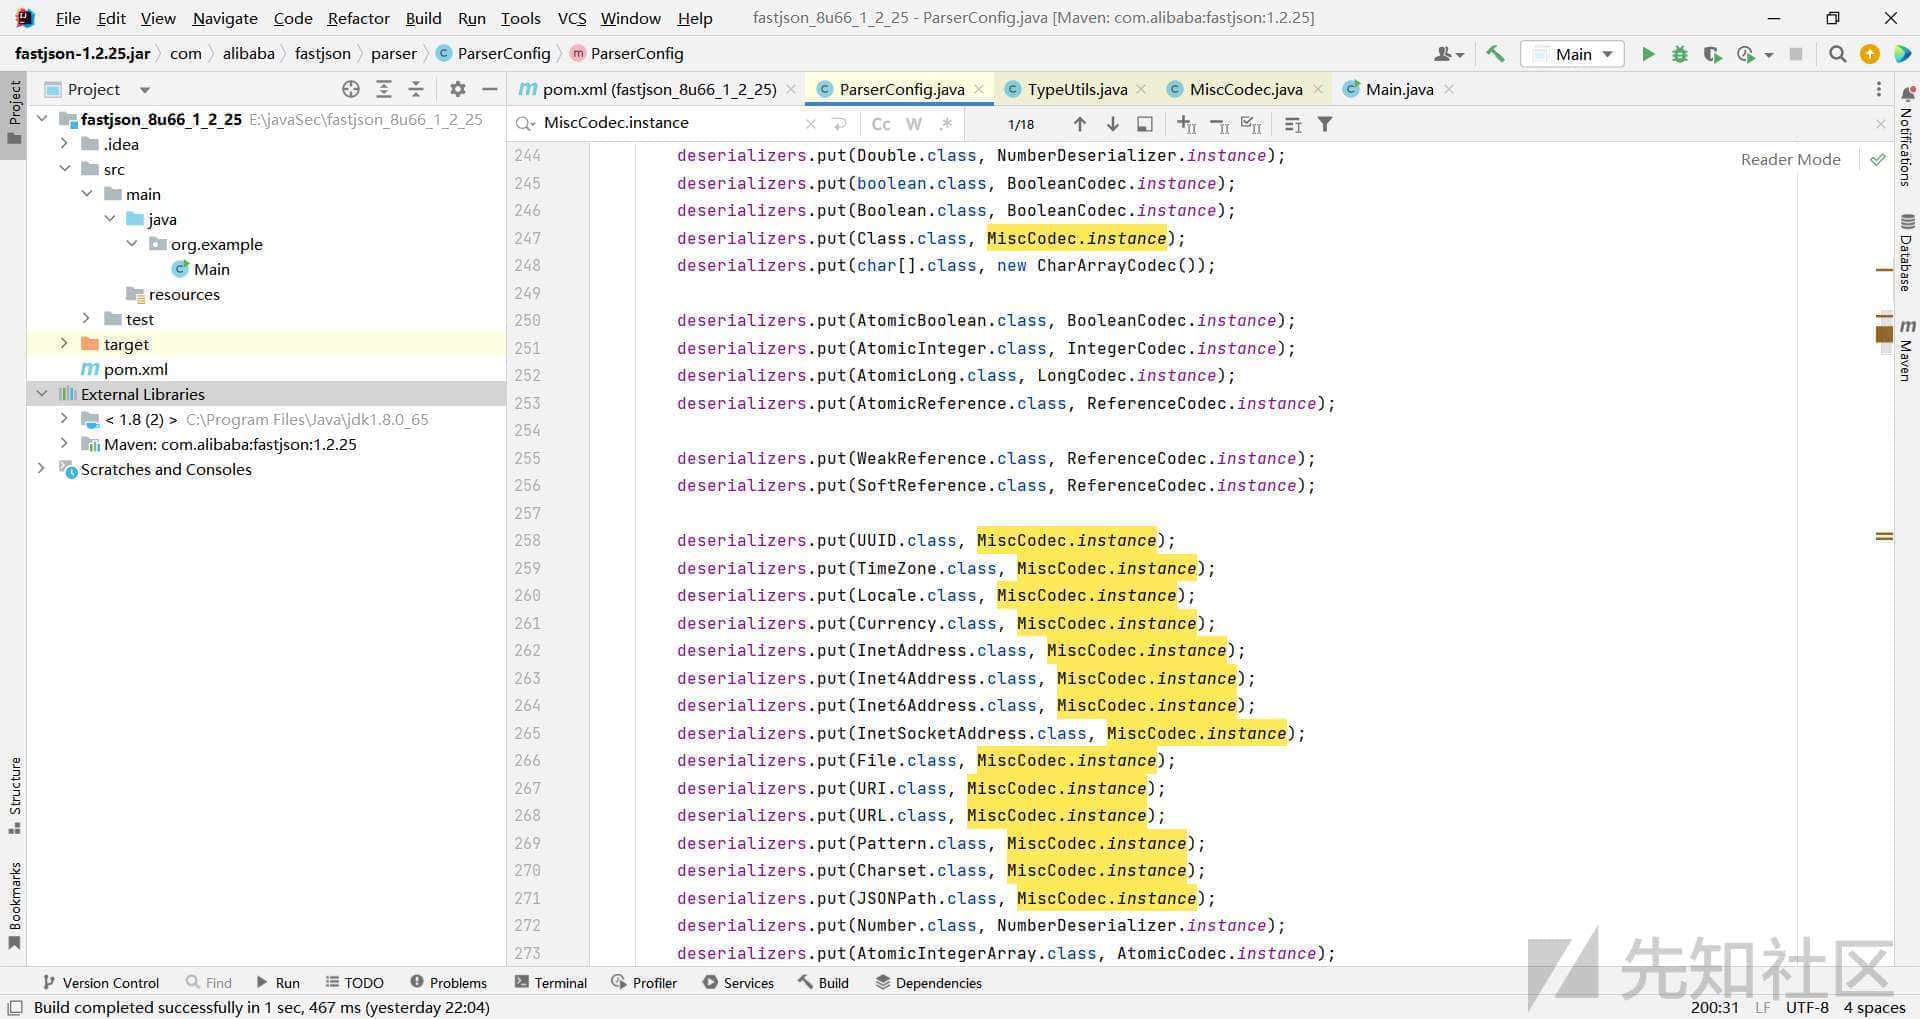 File Edit View Navigate Code Refactor Build Run Tools VCS Window Help fastjson_8u66_1_2_25 - ParserConfig.java [Maven: com.alibaba:fastjson:1.2.25]
fastjson-1.2.25.jar com alibaba fastjson parser ParserConfig ParserConfig Main
Project
pom.xml (fastjson_8u66_1_2_25) ParserConfig.java TypeUtils.java MiscCodec.java Main.java
MiscCodec.instance Cc W .* 1/18
Reader Mode
fastjson_8u66_1_2_25 E:\javaSec\fastjson_8u66_1_2_25
.idea
src
main
java
org.example
Main
resources
test
target
pom.xml
External Libraries
< 1.8 (2) > C:\Program Files\Java\jdk1.8.0_65
Maven: com.alibaba:fastjson:1.2.25
Scratches and Consoles
244 deserializers.put(Double.class, NumberDeserializer.instance);
245 deserializers.put(boolean.class, BooleanCodec.instance);
246 deserializers.put(Boolean.class, BooleanCodec.instance);
247 deserializers.put(Class.class, MiscCodec.instance);
248 deserializers.put(char[].class, new CharArrayCodec());
249
250 deserializers.put(AtomicBoolean.class, BooleanCodec.instance);
251 deserializers.put(AtomicInteger.class, IntegerCodec.instance);
252 deserializers.put(AtomicLong.class, LongCodec.instance);
253 deserializers.put(AtomicReference.class, ReferenceCodec.instance);
254
255 deserializers.put(WeakReference.class, ReferenceCodec.instance);
256 deserializers.put(SoftReference.class, ReferenceCodec.instance);
257
258 deserializers.put(UUID.class, MiscCodec.instance);
259 deserializers.put(TimeZone.class, MiscCodec.instance);
260 deserializers.put(Locale.class, MiscCodec.instance);
261 deserializers.put(Currency.class, MiscCodec.instance);
262 deserializers.put(InetAddress.class, MiscCodec.instance);
263 deserializers.put(Inet4Address.class, MiscCodec.instance);
264 deserializers.put(Inet6Address.class, MiscCodec.instance);
265 deserializers.put(InetSocketAddress.class, MiscCodec.instance);
266 deserializers.put(File.class, MiscCodec.instance);
267 deserializers.put(URI.class, MiscCodec.instance);
268 deserializers.put(URL.class, MiscCodec.instance);
269 deserializers.put(Pattern.class, MiscCodec.instance);
270 deserializers.put(Charset.class, MiscCodec.instance);
271 deserializers.put(JSONPath.class, MiscCodec.instance);
272 deserializers.put(Number.class, NumberDeserializer.instance);
273 deserializers.put(AtomicIntegerArray.class, AtomicCodec.instance);
Project
Structure
Bookmarks
Notifications
Database
Maven
先知社区
Version Control Find Run TODO Problems Terminal Profiler Services Build Dependencies
Build completed successfully in 1 sec, 467 ms (yesterday 22:04) 200:31 LF UTF-8 4 spaces